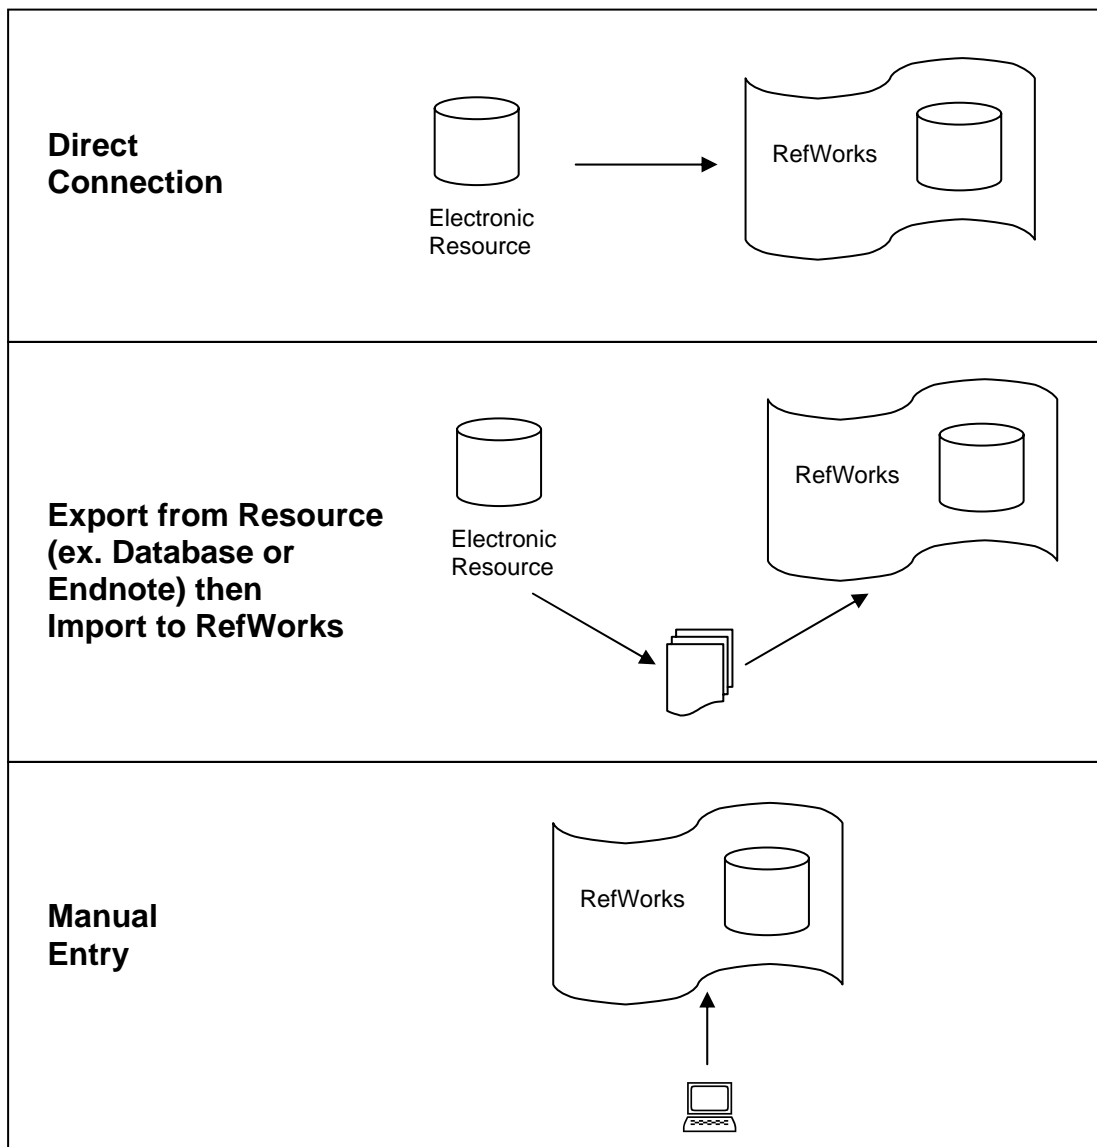 Direct
Connection
Electronic
Resource
RefWorks
Export from Resource
(ex. Database or
Endnote) then
Import to RefWorks
Electronic
Resource
RefWorks
Manual
Entry
RefWorks